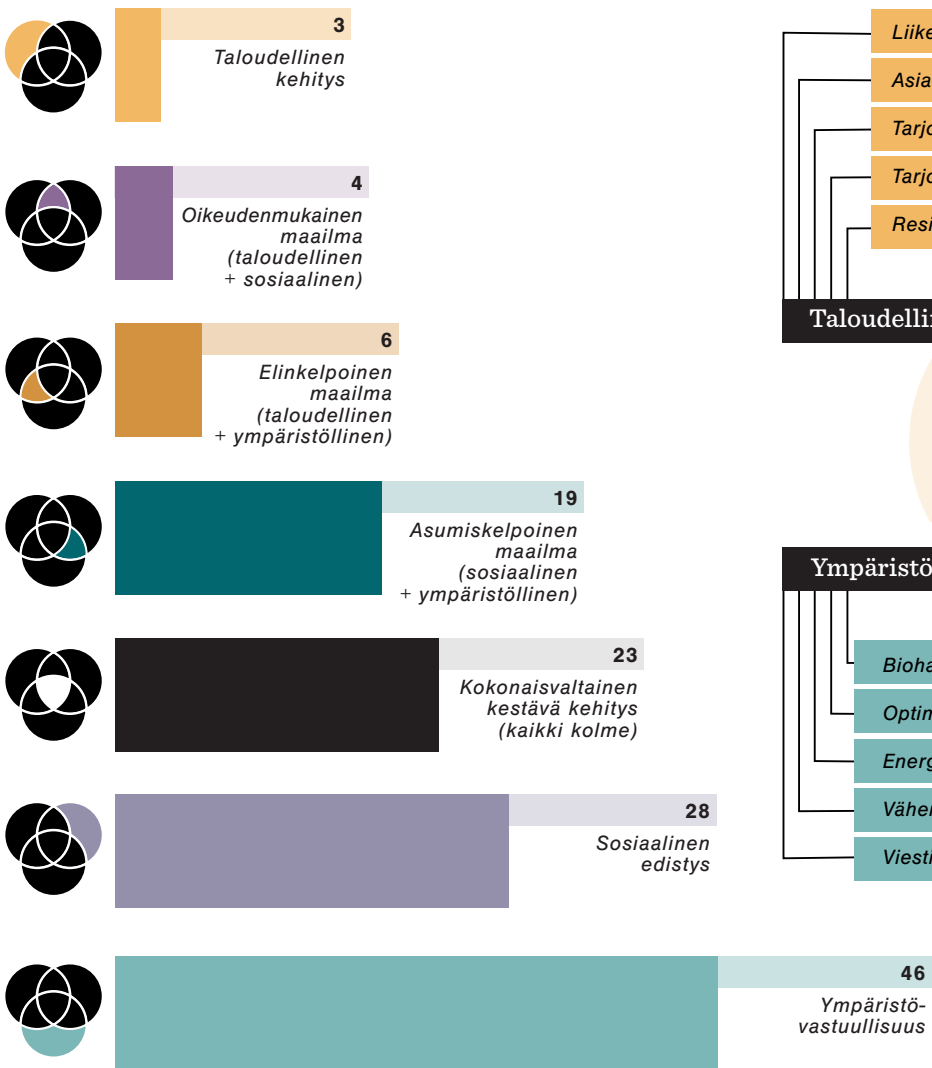 3
Taloudellinen
kehitys
4
Oikeudenmukainen
maailma
(taloudellinen
+ sosiaalinen)
6
Elinkelpoinen
maailma
(taloudellinen
+ ympäristöllinen)
19
Asumiskelpoinen
maailma
(sosiaalinen
+ ympäristöllinen)
23
Kokonaisvaltainen
kestävä kehitys
(kaikki kolme)
28
Sosiaalinen
edistys
46
Ympäristö-
vastuullisuus